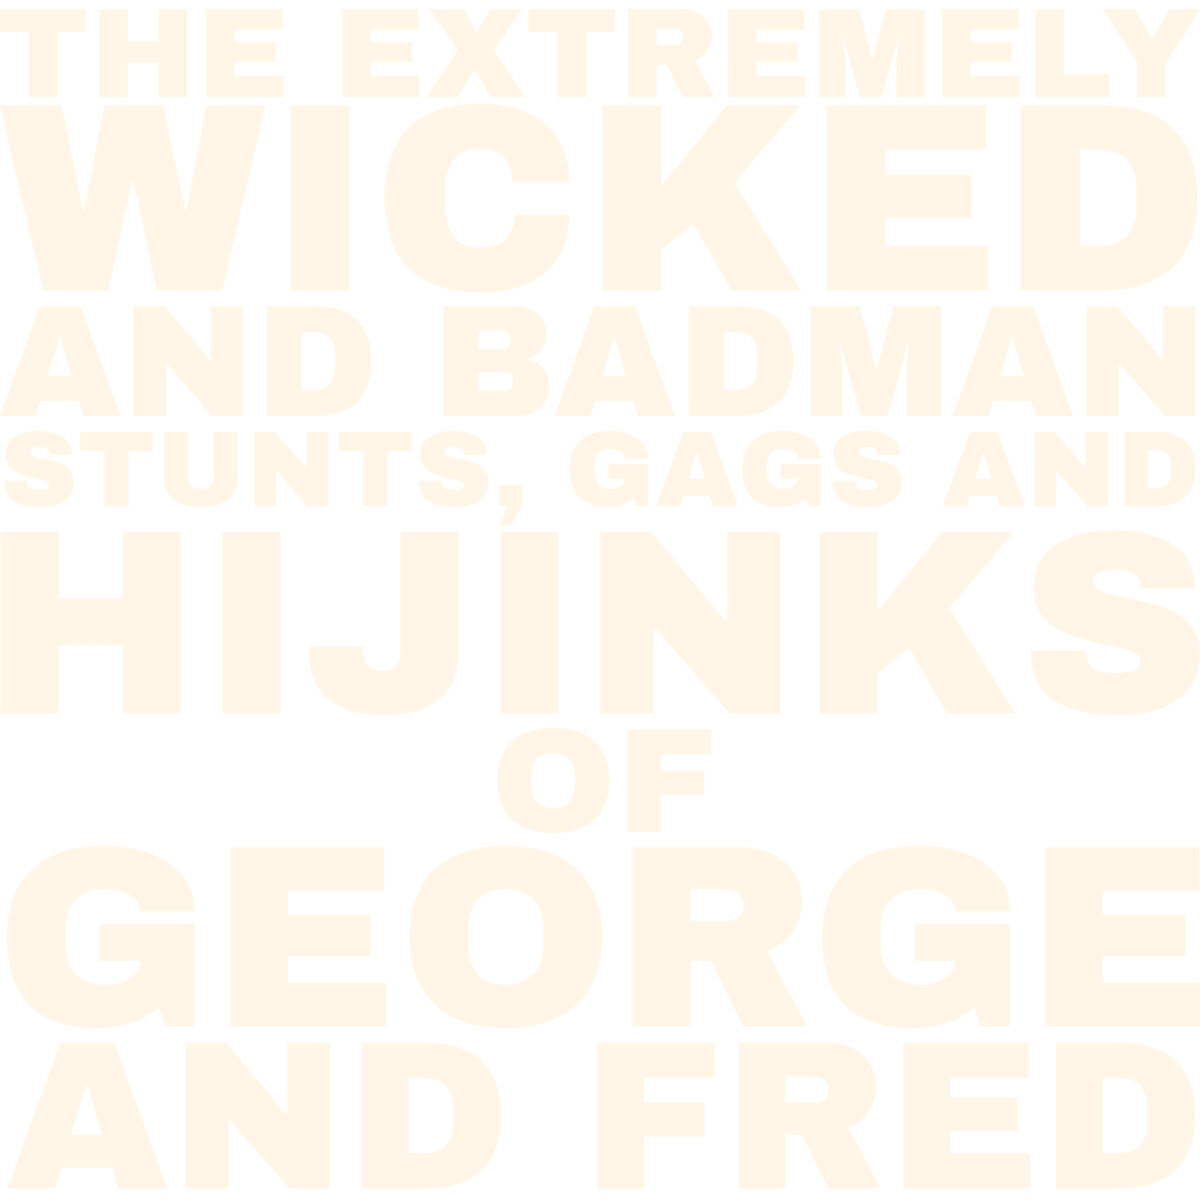 THE EXTREMELY
WICKED
AND BADMAN
STUNTS, GAGS AND
HIJINKS
OF
GEORGE
AND FRED